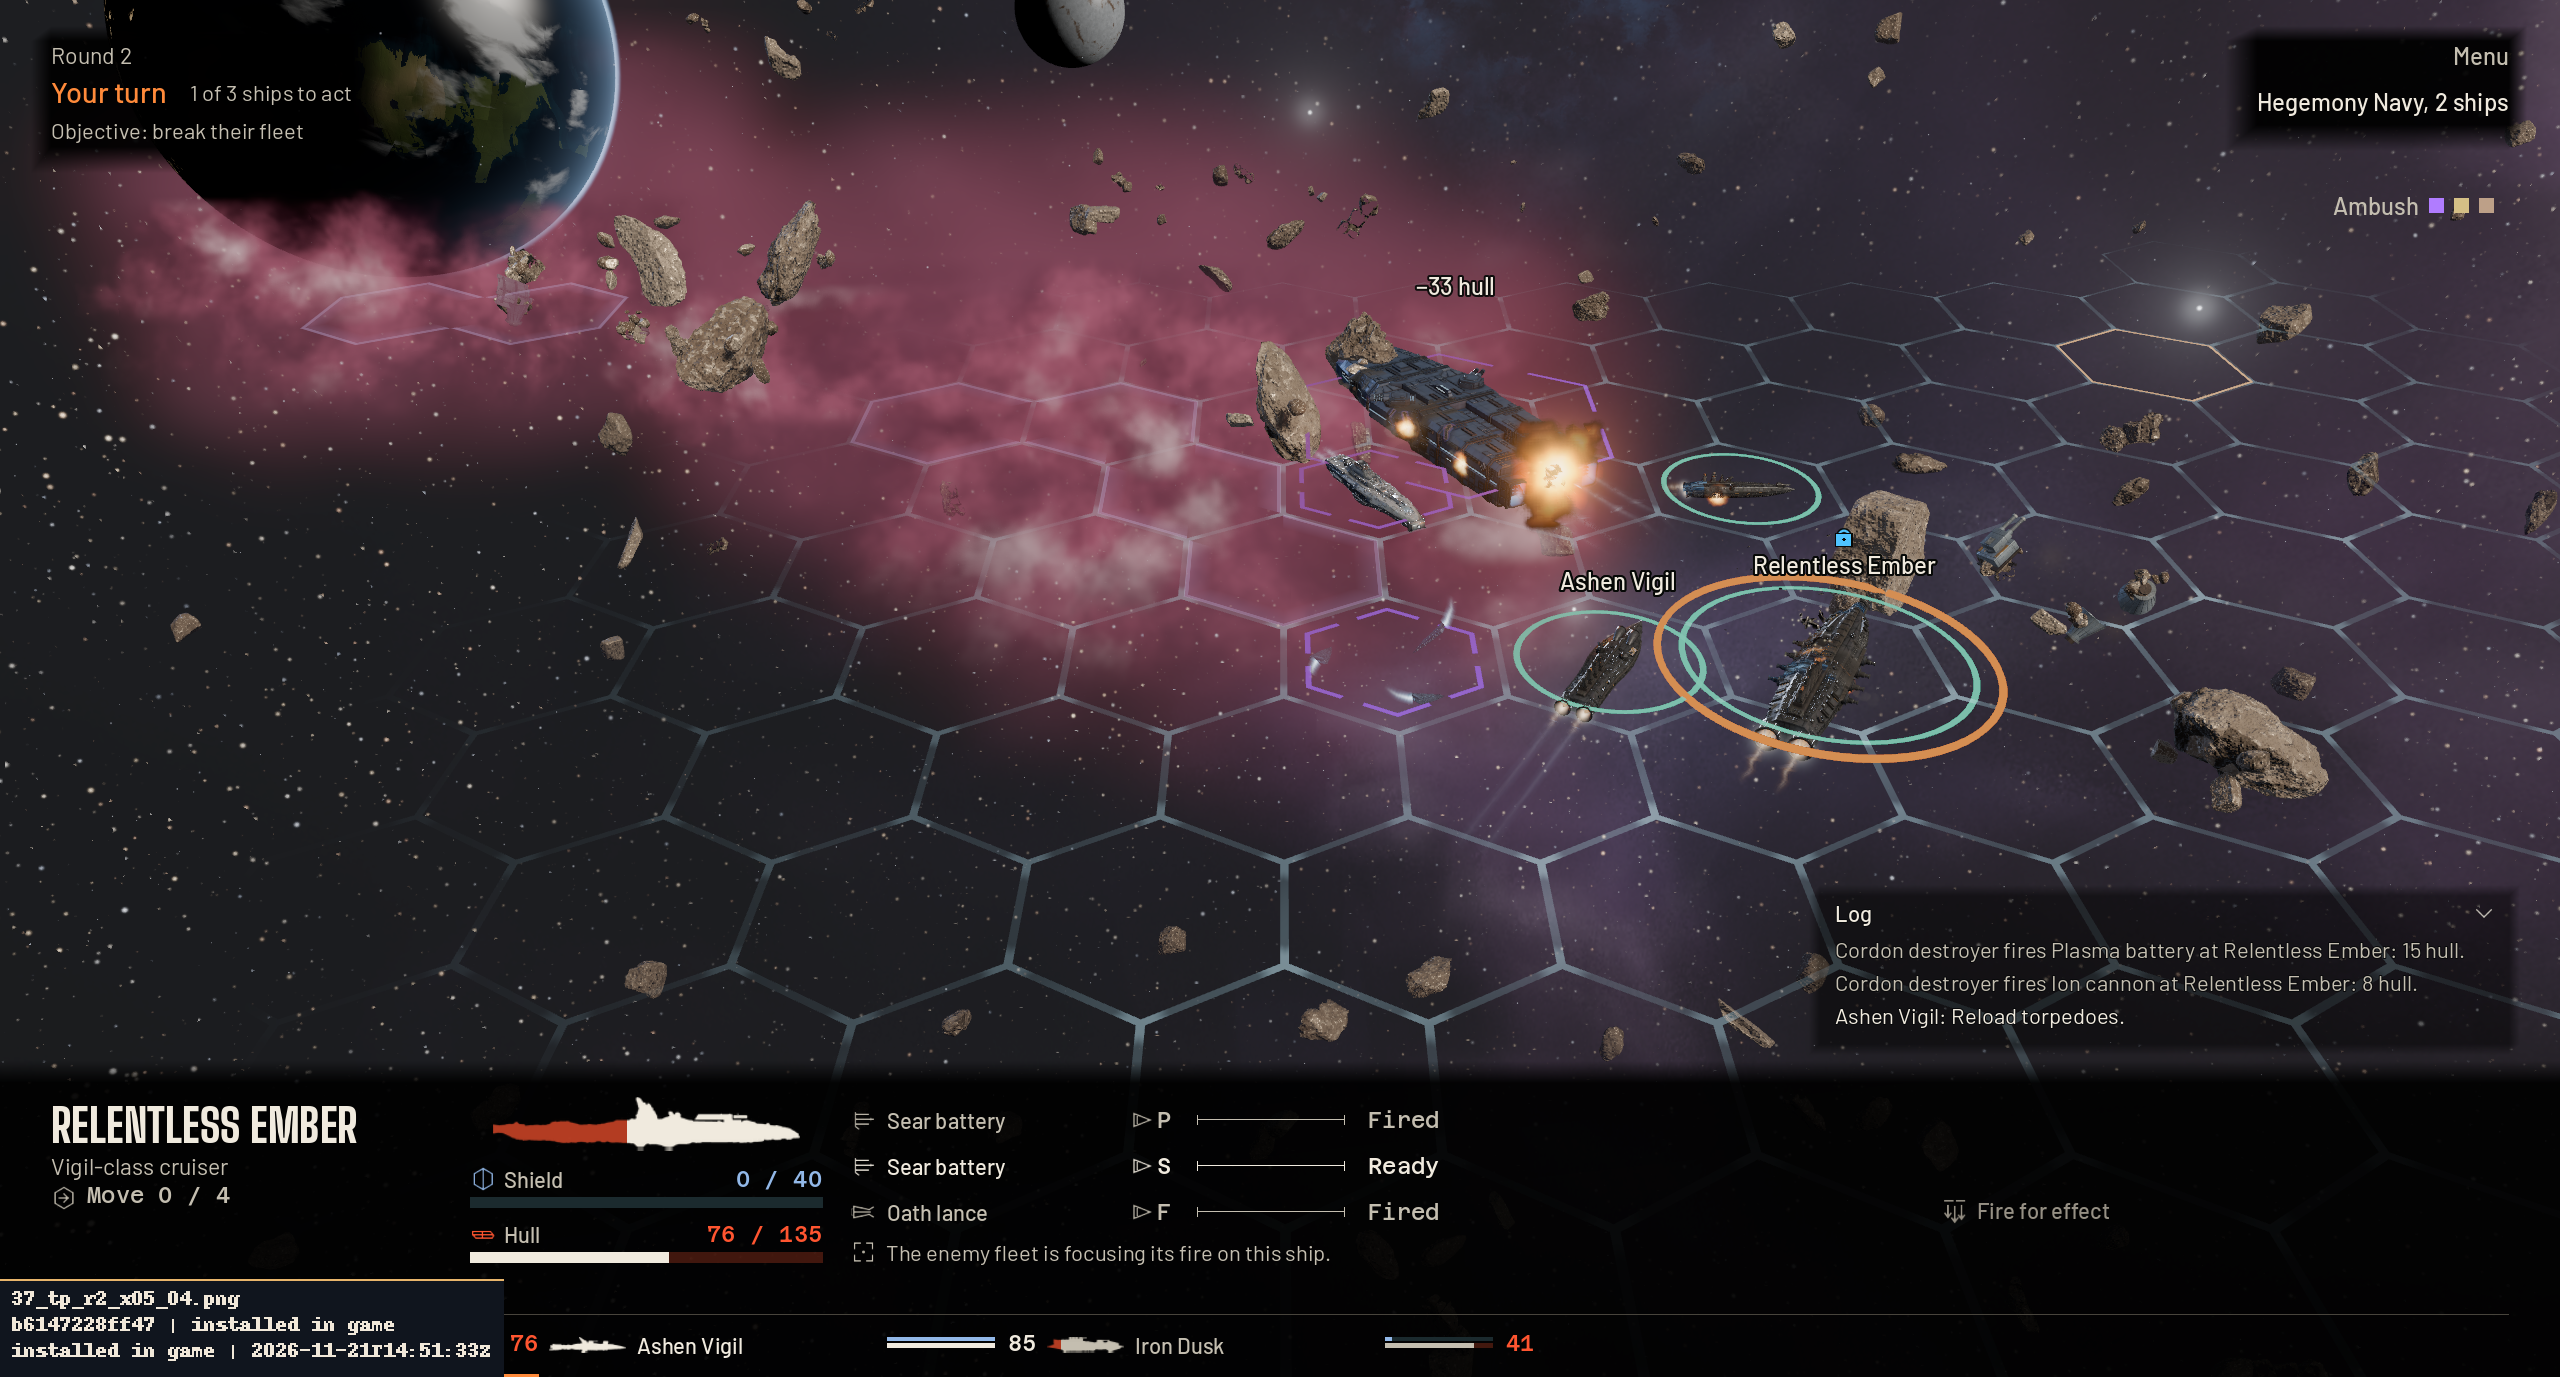 Round 2
Your turn 1 of 3 ships to act
Objective: break their fleet
Menu
Hegemony Navy, 2 ships
Ambush
−33 hull
Ashen Vigil
Relentless Ember
Log
Cordon destroyer fires Plasma battery at Relentless Ember: 15 hull.
Cordon destroyer fires Ion cannon at Relentless Ember: 8 hull.
Ashen Vigil: Reload torpedoes.
RELENTLESS EMBER
Vigil-class cruiser
Move 0 / 4
Shield 0 / 40
Hull 76 / 135
Sear battery P Fired
Sear battery S Ready
Oath lance F Fired
The enemy fleet is focusing its fire on this ship.
Fire for effect
37_tp_r2_x05_04.png
b6147228ff47 | installed in game
installed in game | 2026-11-21r14:51:33z
76 Ashen Vigil 85 Iron Dusk 41